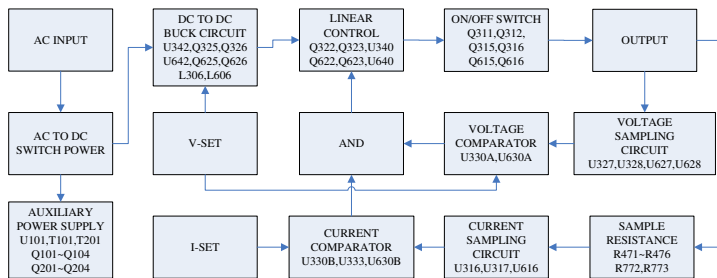 AC INPUT
DC TO DC
BUCK CIRCUIT
U342,Q325,Q326
U642,Q625,Q626
L306,L606
LINEAR
CONTROL
Q322,Q323,U340
Q622,Q623,U640
ON/OFF SWITCH
Q311,Q312,
Q315,Q316
Q615,Q616
OUTPUT
AC TO DC
SWITCH POWER
V-SET
AND
VOLTAGE
COMPARATOR
U330A,U630A
VOLTAGE
SAMPLING
CIRCUIT
U327,U328,U627,U628
AUXILIARY
POWER SUPPLY
U101,T101,T201
Q101~Q104
Q201~Q204
I-SET
CURRENT
COMPARATOR
U330B,U333,U630B
CURRENT
SAMPLING
CIRCUIT
U316,U317,U616
SAMPLE
RESISTANCE
R471~R476
R772,R773